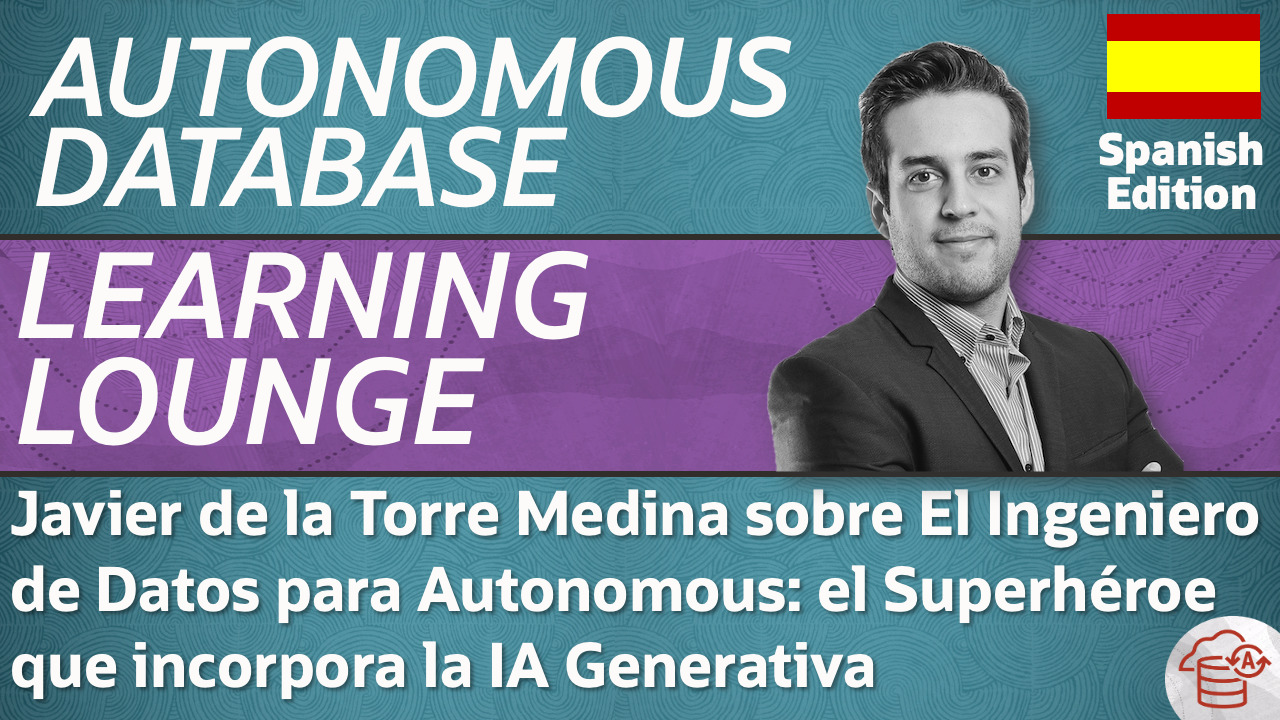 AUTONOMOUS
DATABASE
Spanish
Edition
LEARNING
LOUNGE
Javier de la Torre Medina sobre El Ingeniero
de Datos para Autonomous: el Superhéroe
que incorpora la IA Generativa
A